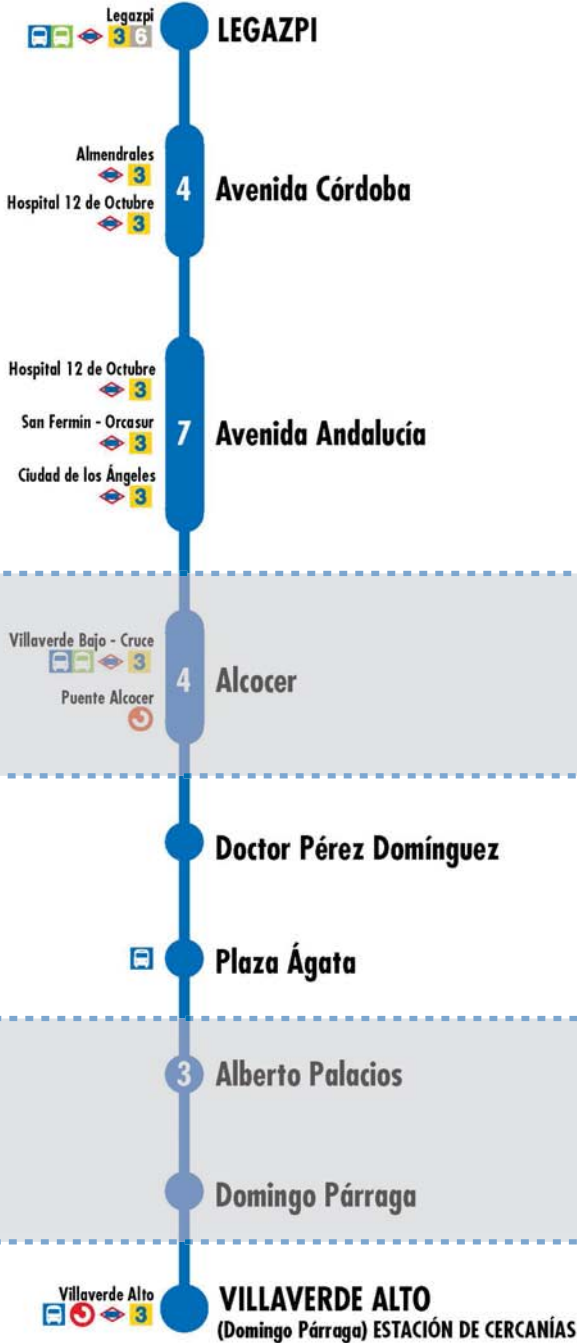 Legazpi
3 6
LEGAZPI
Almendrales
3
Hospital 12 de Octubre
3
4
Avenida Córdoba
Hospital 12 de Octubre
3
San Fermín - Orcasur
3
Ciudad de los Ángeles
3
7
Avenida Andalucía
Villaverde Bajo - Cruce
3
Puente Alcocer
4
Alcocer
Doctor Pérez Domínguez
Plaza Ágata
3
Alberto Palacios
Domingo Párraga
Villaverde Alto
3
VILLAVERDE ALTO
(Domingo Párraga) ESTACIÓN DE CERCANÍAS